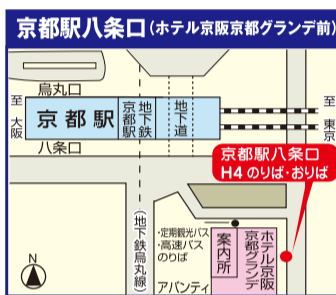 京都駅八条口(ホテル京阪京都グランデ前)
烏丸口
至 大阪
京都駅
地下鉄京都駅
地下道
至 東京
八条口
京都駅八条口
H4 のりば・おりば
(地下鉄烏丸線)
・定期観光バス
・高速バス
のりば
案内所
ホテル京阪
京都グランデ
アバンティ
N